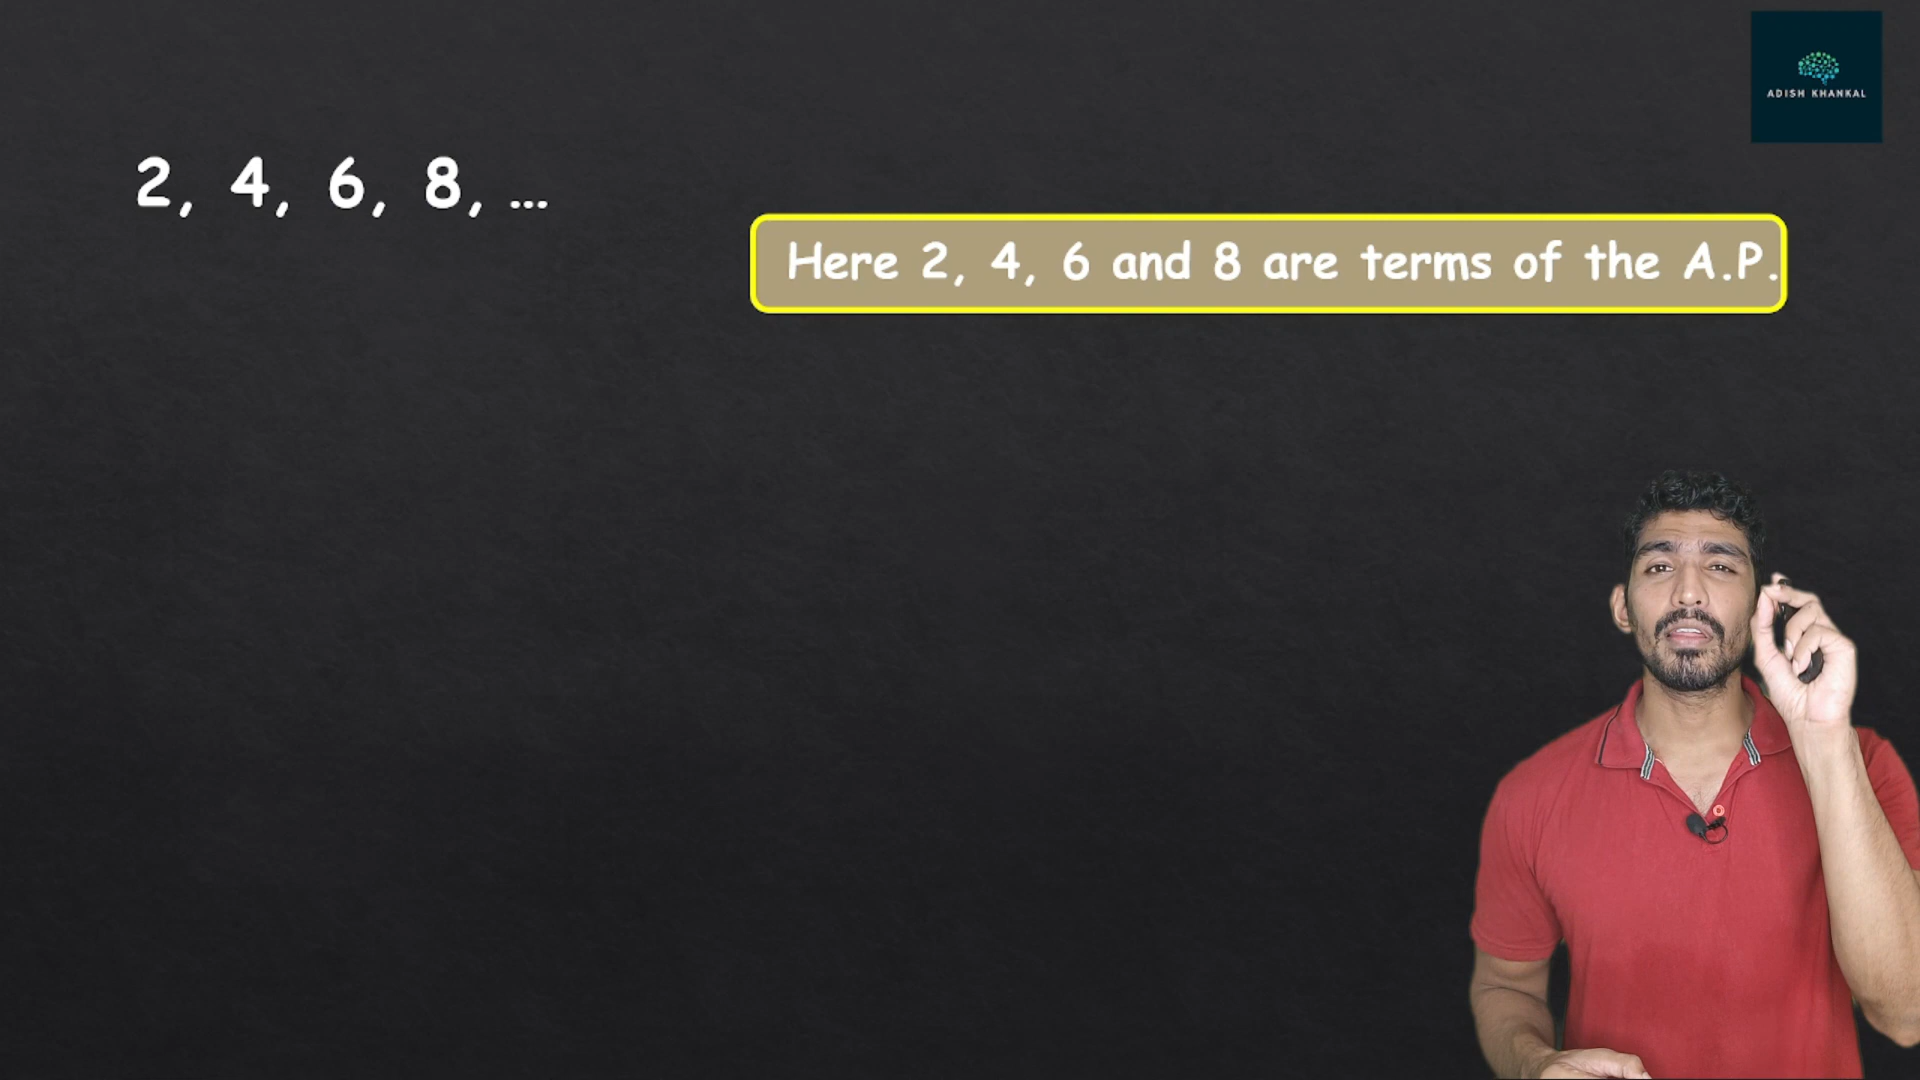 ADISH KHANKAL
2, 4, 6, 8, ...
Here 2, 4, 6 and 8 are terms of the A.P.